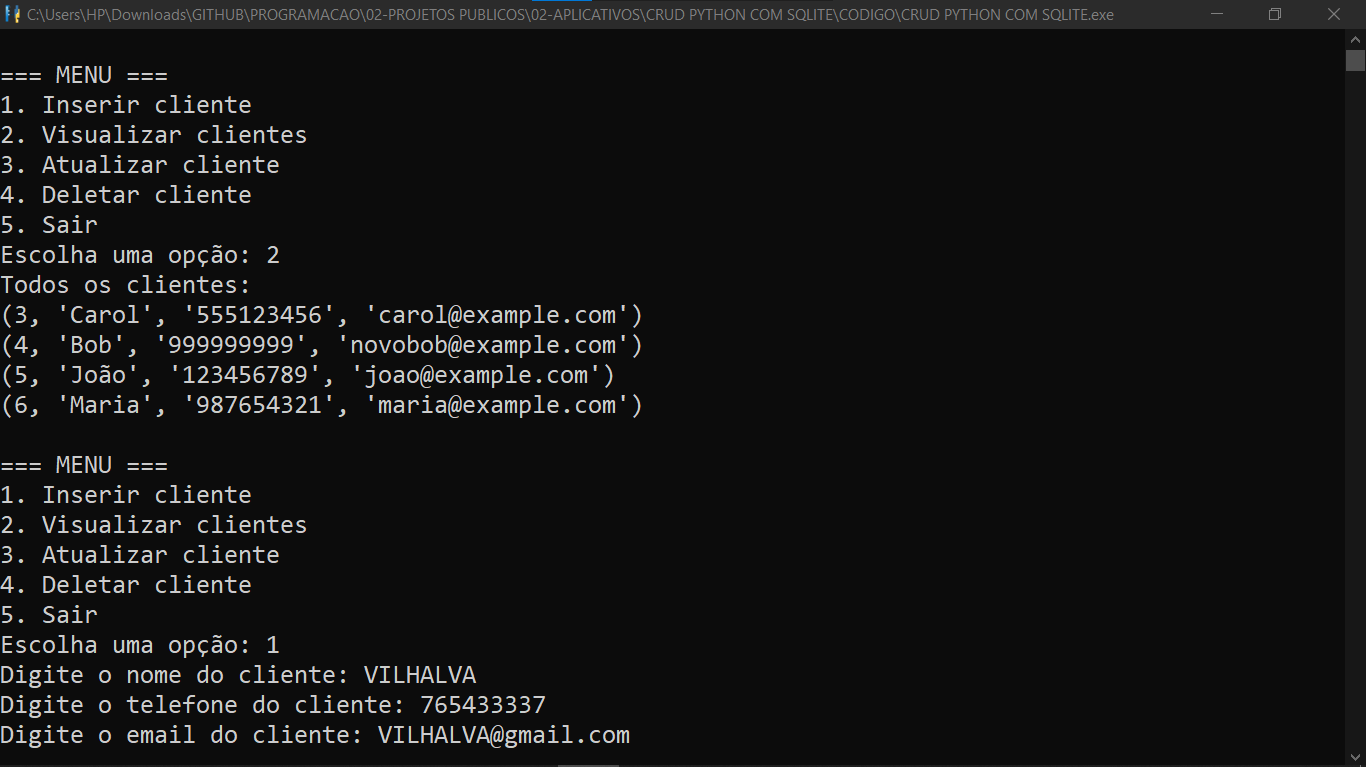 C:\Users\HP\Downloads\GITHUB\PROGRAMACAO\02-PROJETOS PUBLICOS\02-APLICATIVOS\CRUD PYTHON COM SQLITE\CODIGO\CRUD PYTHON COM SQLITE.exe
=== MENU ===
1. Inserir cliente
2. Visualizar clientes
3. Atualizar cliente
4. Deletar cliente
5. Sair
Escolha uma opção: 2
Todos os clientes:
(3, 'Carol', '555123456', 'carol@example.com')
(4, 'Bob', '999999999', 'novobob@example.com')
(5, 'João', '123456789', 'joao@example.com')
(6, 'Maria', '987654321', 'maria@example.com')
=== MENU ===
1. Inserir cliente
2. Visualizar clientes
3. Atualizar cliente
4. Deletar cliente
5. Sair
Escolha uma opção: 1
Digite o nome do cliente: VILHALVA
Digite o telefone do cliente: 765433337
Digite o email do cliente: VILHALVA@gmail.com